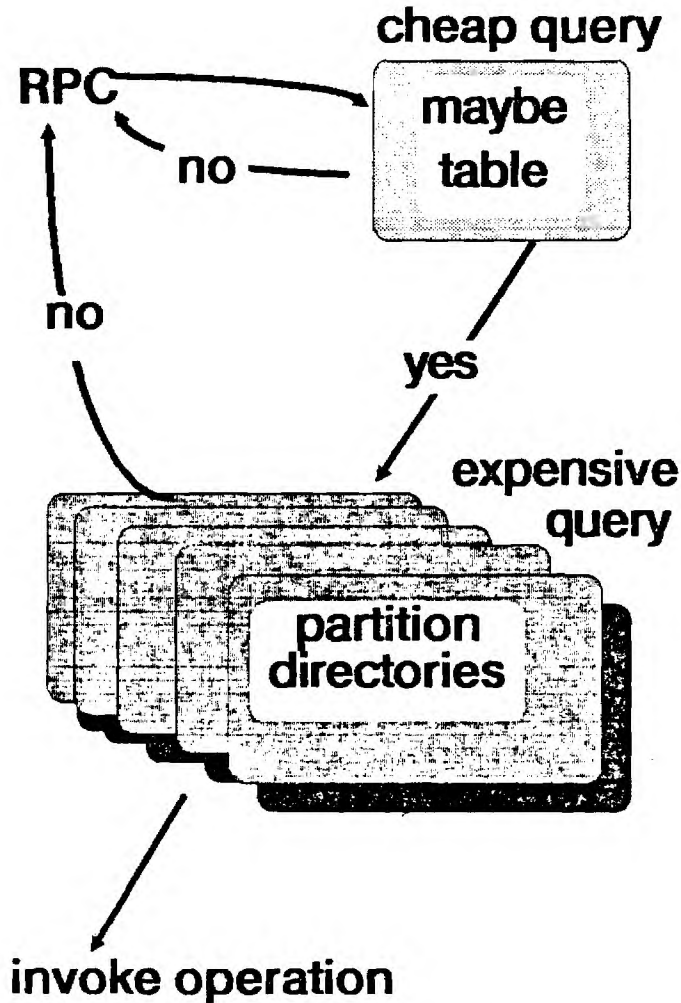 cheap query
RPC
maybe
table
no
no
yes
expensive
query
partition
directories
invoke operation